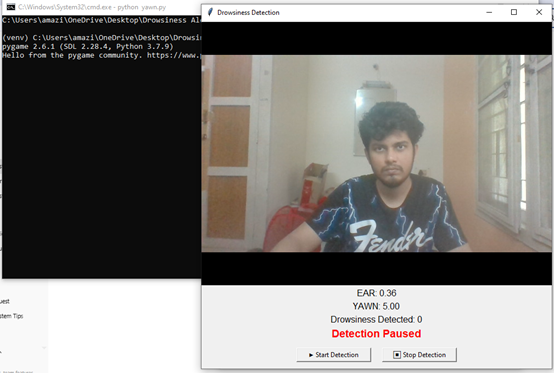 C:\Windows\System32\cmd.exe - python yawn.py
C:\Users\amazi\OneDrive\Desktop\Drowsiness Al
(venv) C:\Users\amazi\OneDrive\Desktop\Drowsin
pygame 2.6.1 (SDL 2.28.4, Python 3.7.9)
Hello from the pygame community. https://www.
Drowsiness Detection
Fender
EAR: 0.36
YAWN: 5.00
Drowsiness Detected: 0
Detection Paused
► Start Detection
Stop Detection
uest
stem Tips